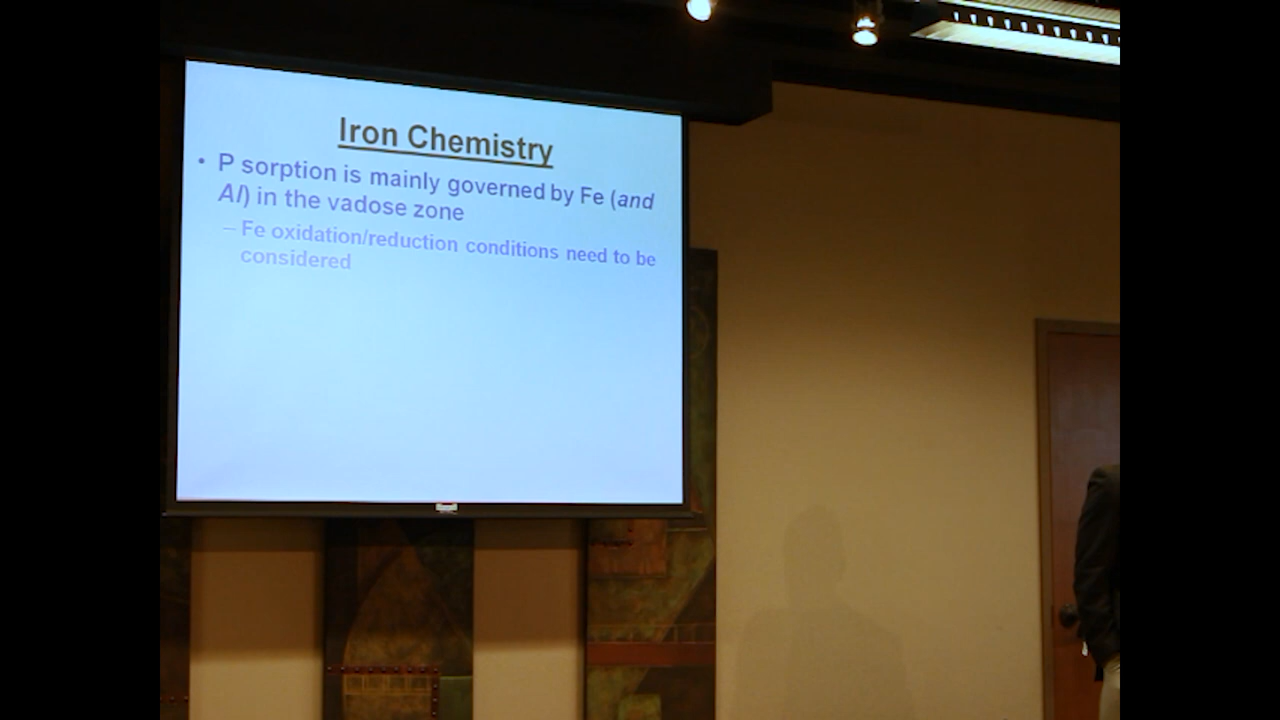 Iron Chemistry
• P sorption is mainly governed by Fe (and
Al) in the vadose zone
– Fe oxidation/reduction conditions need to be
considered